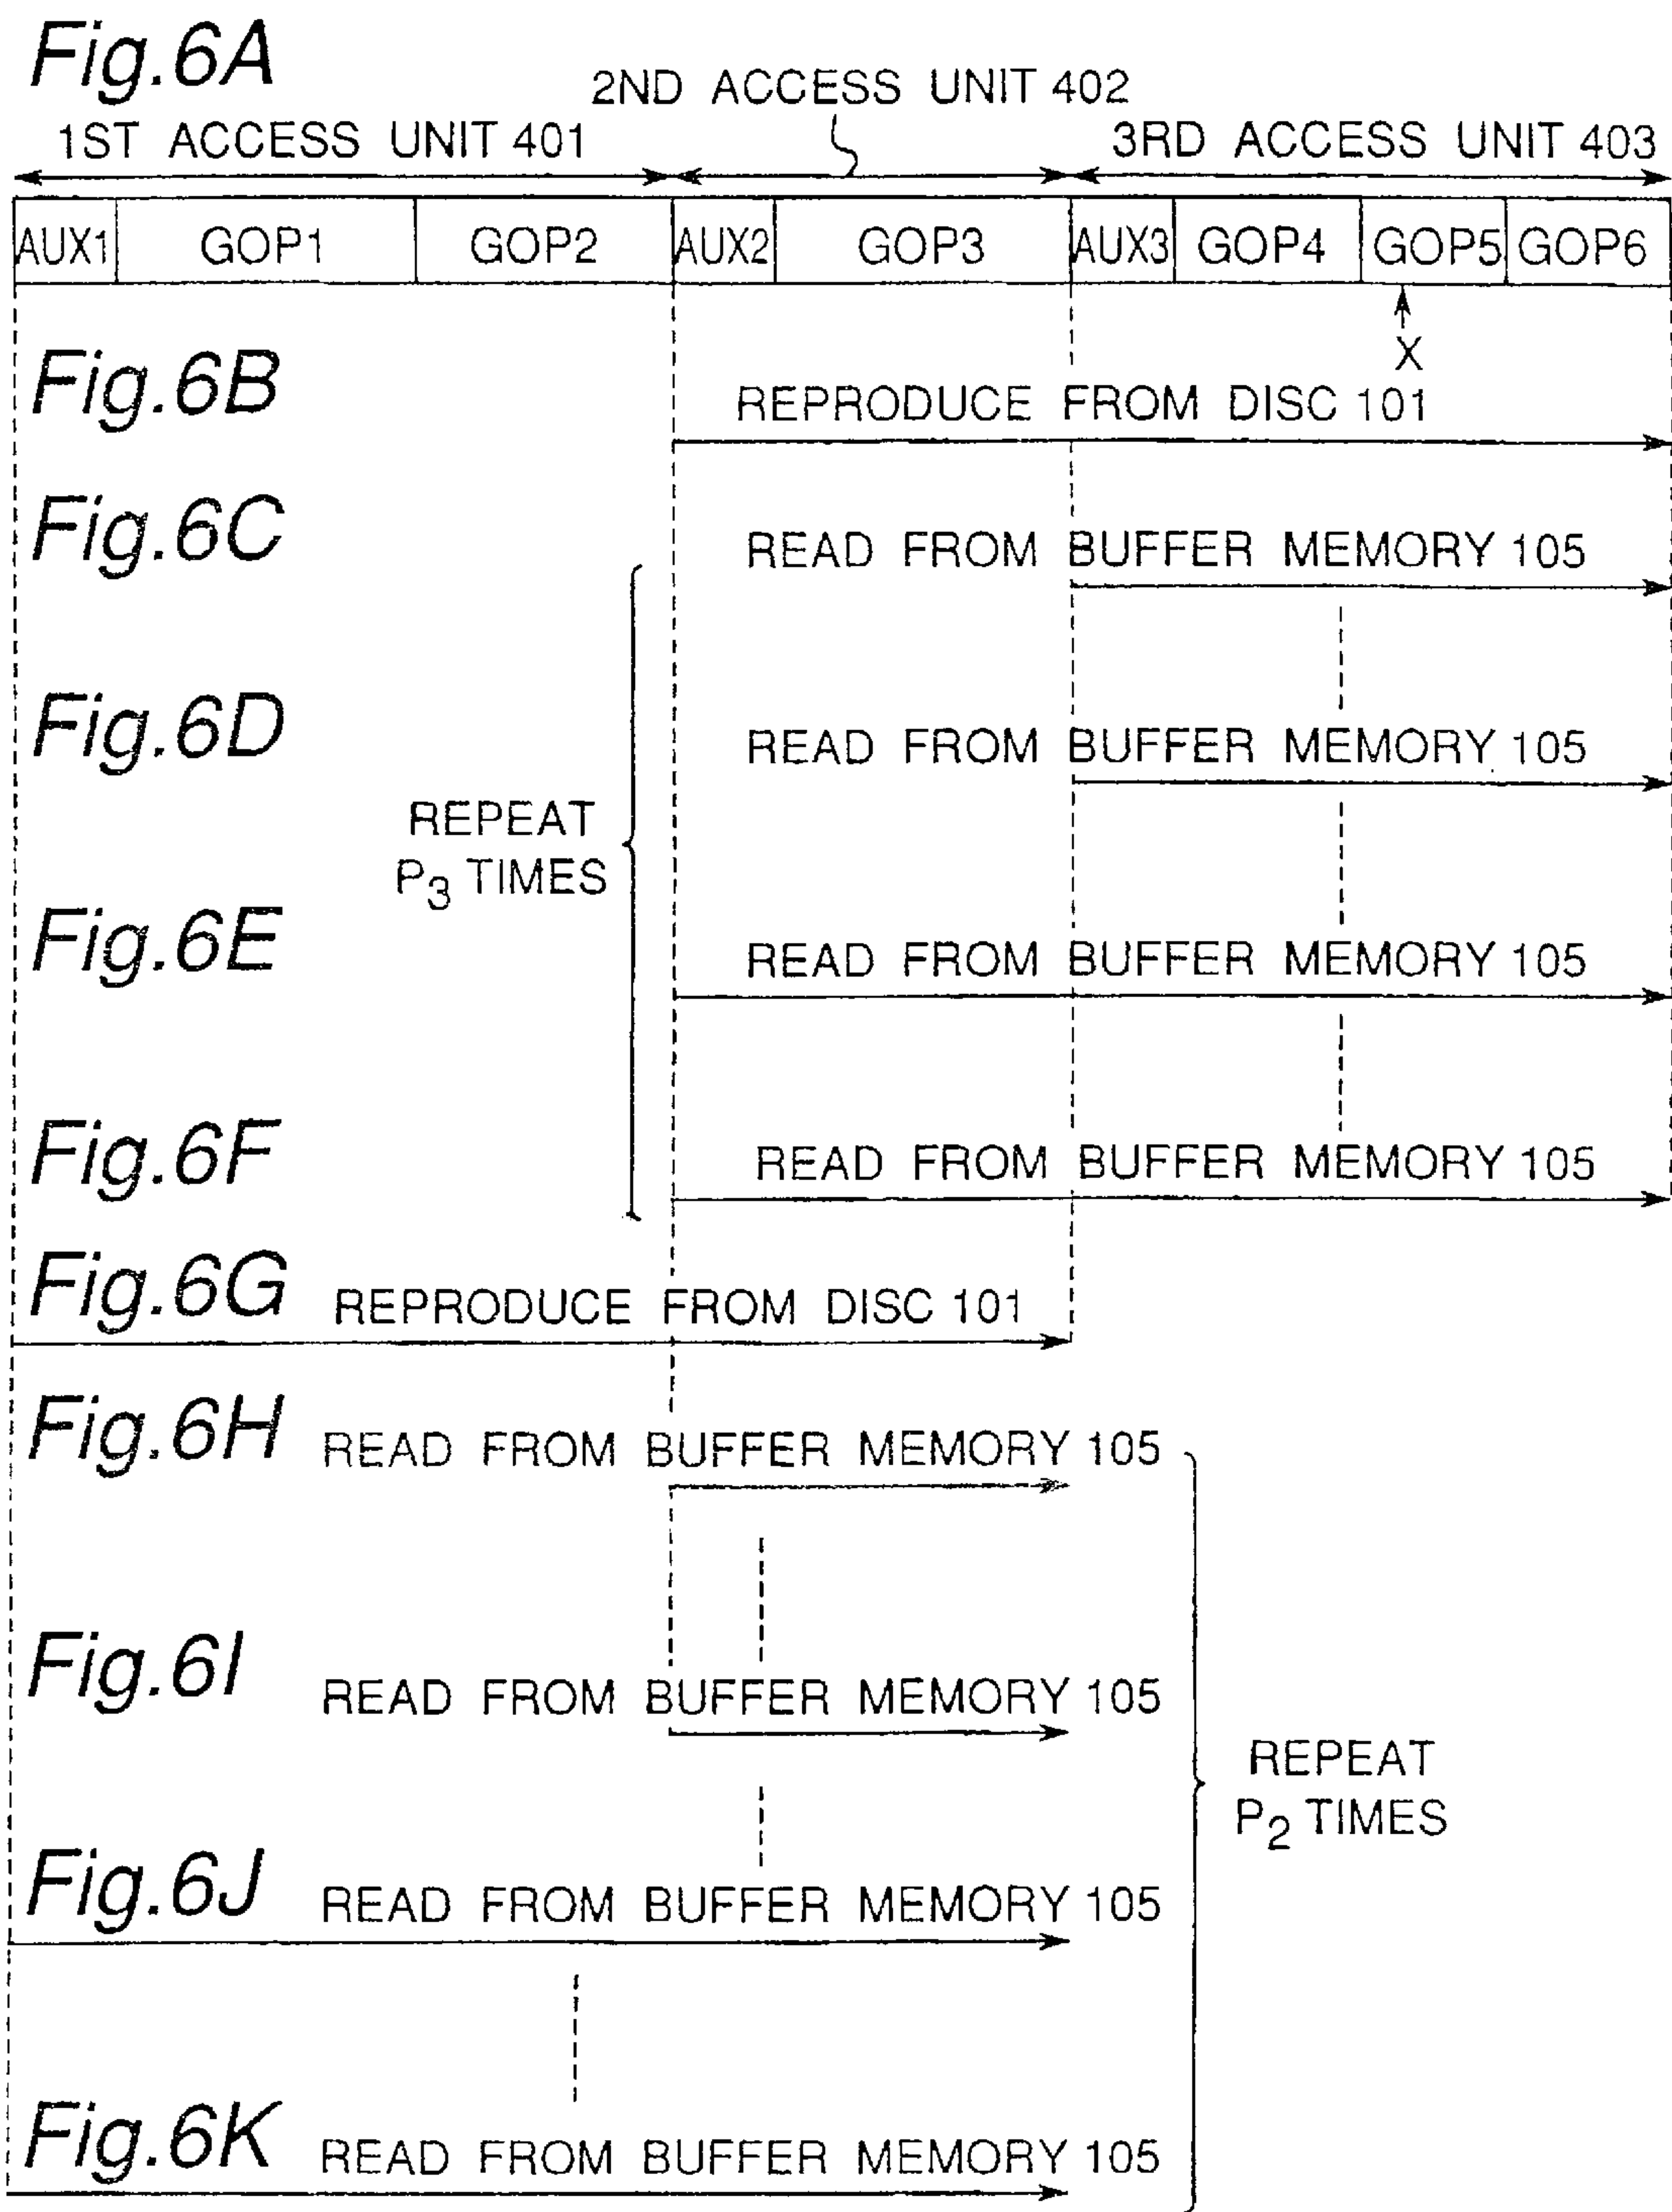 Fig.6A
2ND ACCESS UNIT 402
1ST ACCESS UNIT 401
3RD ACCESS UNIT 403
AUX1 GOP1 GOP2 AUX2 GOP3 AUX3 GOP4 GOP5 GOP6
X
Fig.6B
REPRODUCE FROM DISC 101
Fig.6C
READ FROM BUFFER MEMORY 105
Fig.6D
READ FROM BUFFER MEMORY 105
REPEAT
P3 TIMES
Fig.6E
READ FROM BUFFER MEMORY 105
Fig.6F
READ FROM BUFFER MEMORY 105
Fig.6G REPRODUCE FROM DISC 101
Fig.6H READ FROM BUFFER MEMORY 105
Fig.6I READ FROM BUFFER MEMORY 105
REPEAT
P2 TIMES
Fig.6J READ FROM BUFFER MEMORY 105
Fig.6K READ FROM BUFFER MEMORY 105